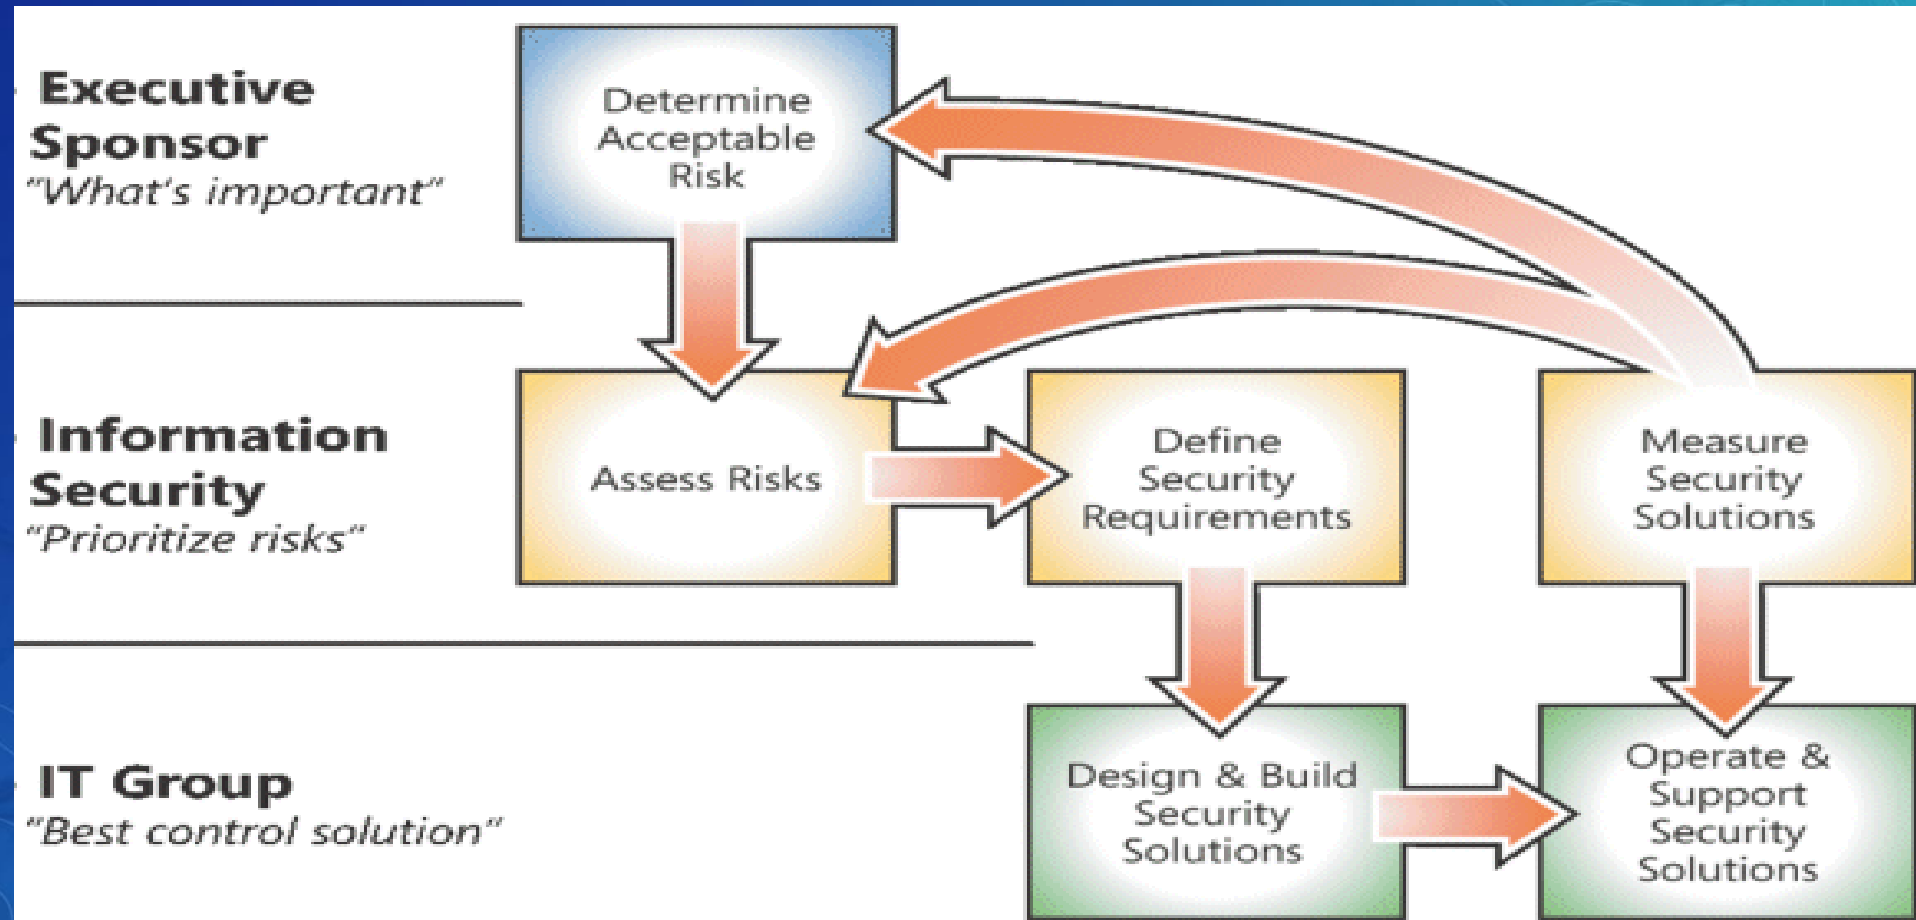 Executive
Sponsor
"What's important"
Determine
Acceptable
Risk
Information
Security
"Prioritize risks"
Assess Risks
Define
Security
Requirements
Measure
Security
Solutions
IT Group
"Best control solution"
Design & Build
Security
Solutions
Operate &
Support
Security
Solutions